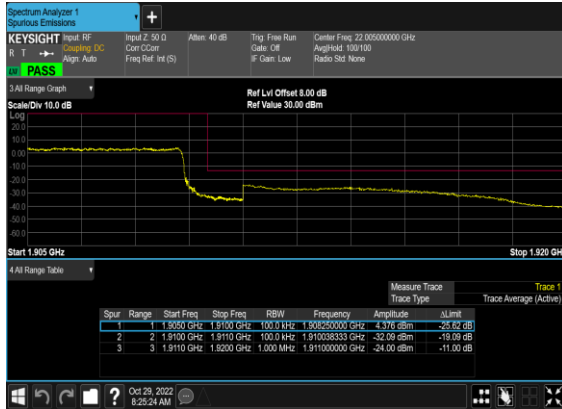 Spectrum Analyzer 1
Spurious Emissions
+
KEYSIGHT Input: RF Input Z: 50 Ω Atten: 40 dB Trig: Free Run Center Freq: 22.005000000 GHz
R T Coupling: DC Corr CCorr Gate: Off Avg|Hold: 100/100
Align: Auto Freq Ref: Int (S) IF Gain: Low Radio Std: None
LXI PASS
3 All Range Graph
Ref Lvl Offset 8.00 dB
Scale/Div 10.0 dB Ref Value 30.00 dBm
Log
20.0
10.0
0.00
-10.0
-20.0
-30.0
-40.0
-50.0
-60.0
Start 1.905 GHz Stop 1.920 GH
4 All Range Table
Measure Trace Trace 1
Trace Type Trace Average (Active)
Spur Range Start Freq Stop Freq RBW Frequency Amplitude ΔLimit
1 1 1.9050 GHz 1.9100 GHz 100.0 kHz 1.908250000 GHz 4.376 dBm -25.62 dB
2 2 1.9100 GHz 1.9110 GHz 100.0 kHz 1.910038333 GHz -32.09 dBm -19.09 dB
3 3 1.9110 GHz 1.9200 GHz 1.000 MHz 1.911000000 GHz -24.00 dBm -11.00 dB
?
Oct 29, 2022
8:25:24 AM